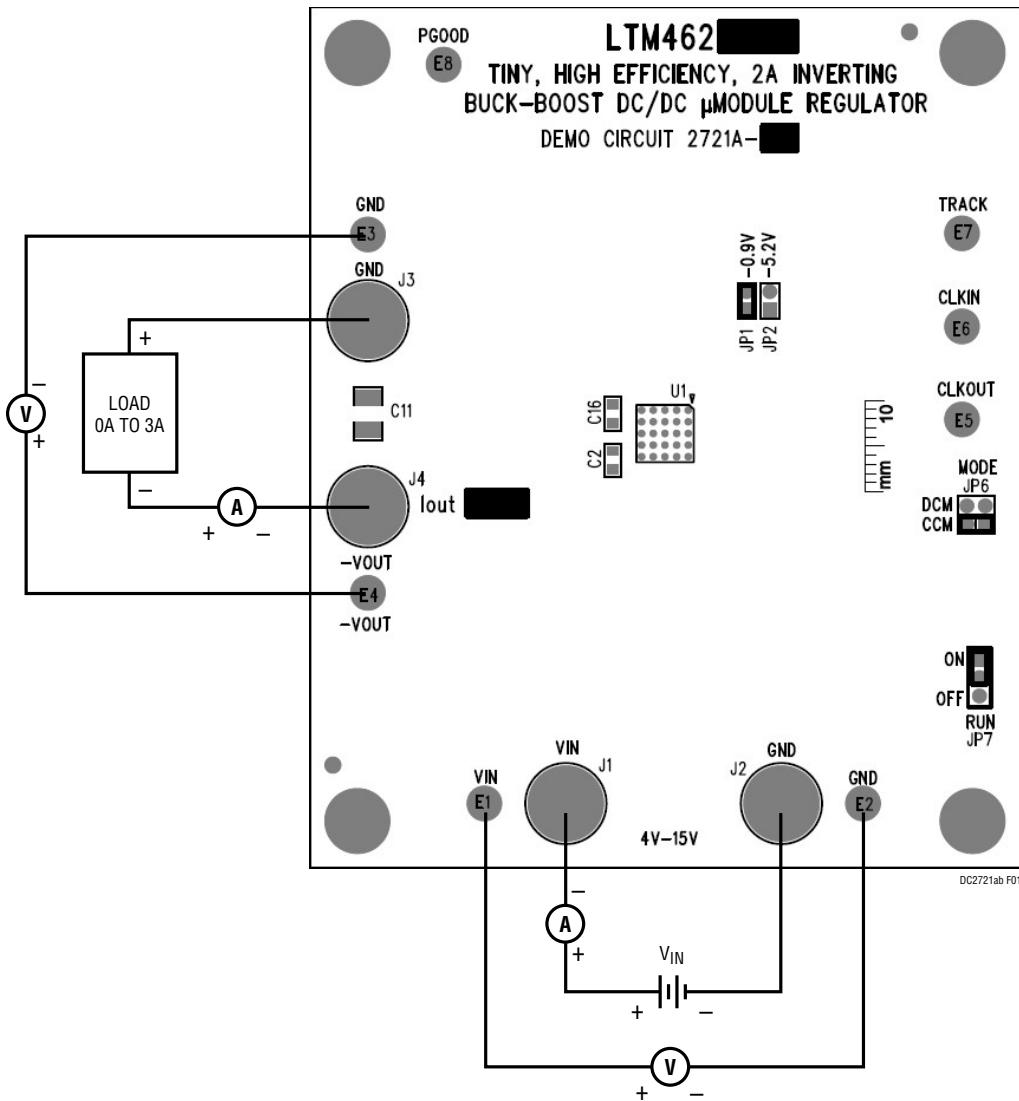 PGOOD
E8
LTM462
TINY, HIGH EFFICIENCY, 2A INVERTING
BUCK-BOOST DC/DC µMODULE REGULATOR
DEMO CIRCUIT 2721A-
GND
E3
GND
J3
TRACK
E7
-0.9V
-5.2V
JP1
JP2
CLKIN
E6
+
LOAD
0A TO 3A
–
–
V
+
C11
C16
U1
C2
10
mm
CLKOUT
E5
MODE
JP6
DCM
CCM
J4
Iout
A
+
–
-VOUT
E4
-VOUT
ON
OFF
RUN
JP7
VIN
J1
J2
GND
VIN
E1
GND
E2
4V-15V
DC2721ab F01
–
A
+
VIN
+
–
V
+
–